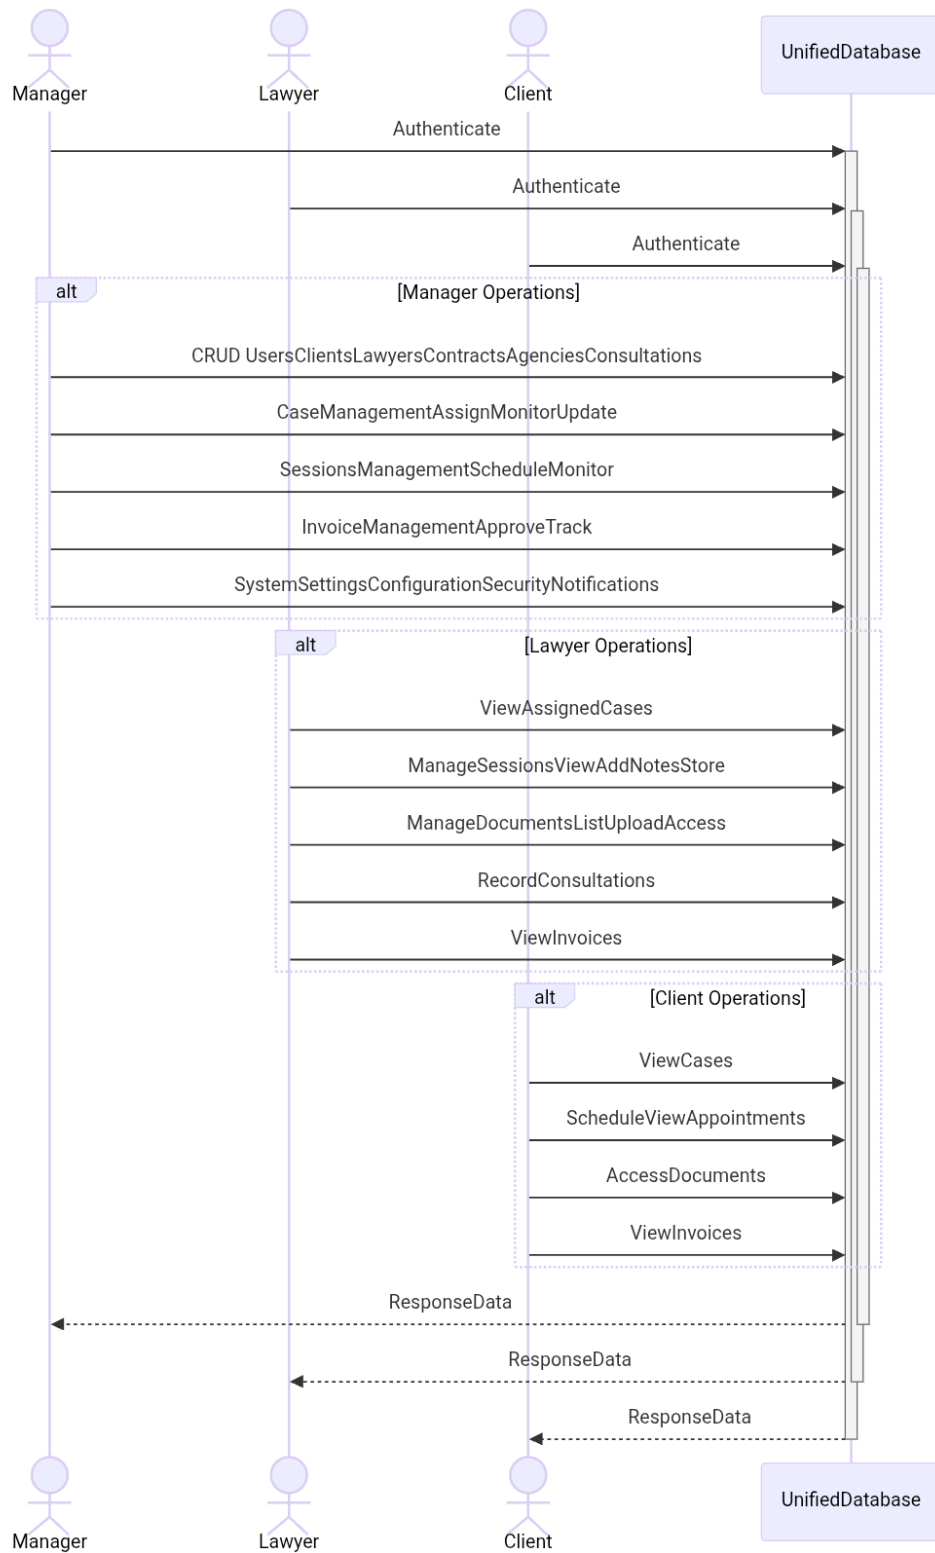 Manager
Lawyer
Client
UnifiedDatabase
Authenticate
Authenticate
Authenticate
alt
[Manager Operations]
CRUD UsersClientsLawyersContractsAgenciesConsultations
CaseManagementAssignMonitorUpdate
SessionsManagementScheduleMonitor
InvoiceManagementApproveTrack
SystemSettingsConfigurationSecurityNotifications
alt
[Lawyer Operations]
ViewAssignedCases
ManageSessionsViewAddNotesStore
ManageDocumentsListUploadAccess
RecordConsultations
ViewInvoices
alt
[Client Operations]
ViewCases
ScheduleViewAppointments
AccessDocuments
ViewInvoices
ResponseData
ResponseData
ResponseData
Manager
Lawyer
Client
UnifiedDatabase